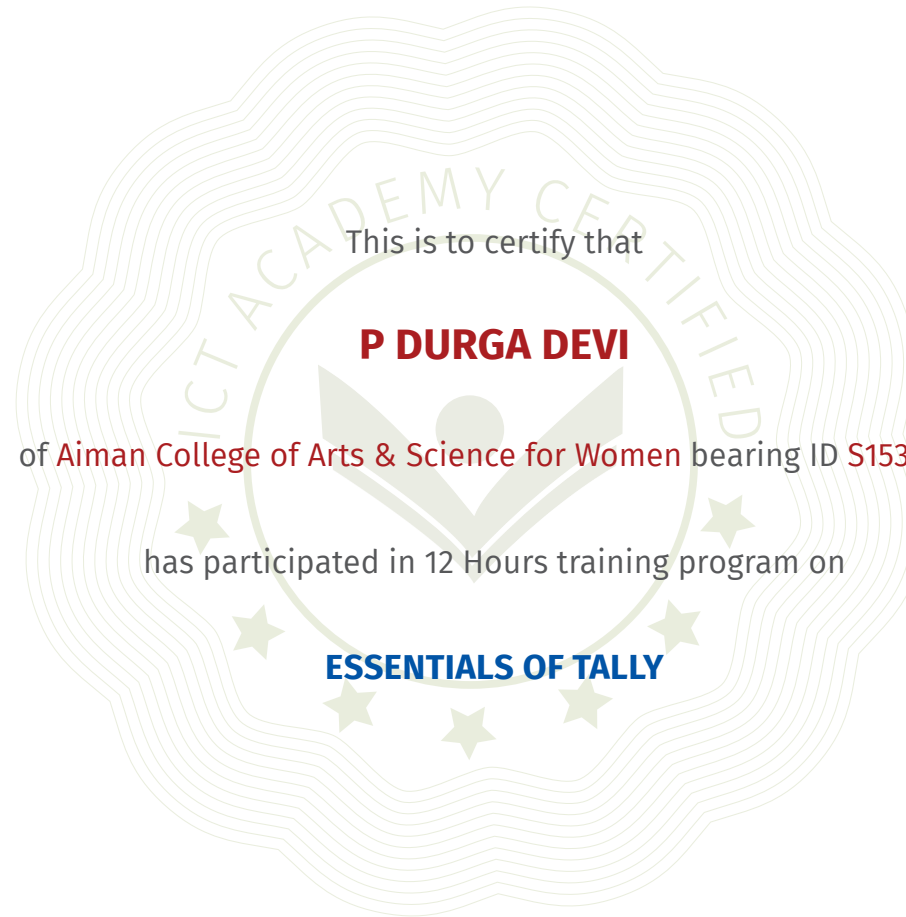 ICT ACADEMY CERTIFIED
This is to certify that
P DURGA DEVI
of Aiman College of Arts & Science for Women bearing ID S153
has participated in 12 Hours training program on
ESSENTIALS OF TALLY